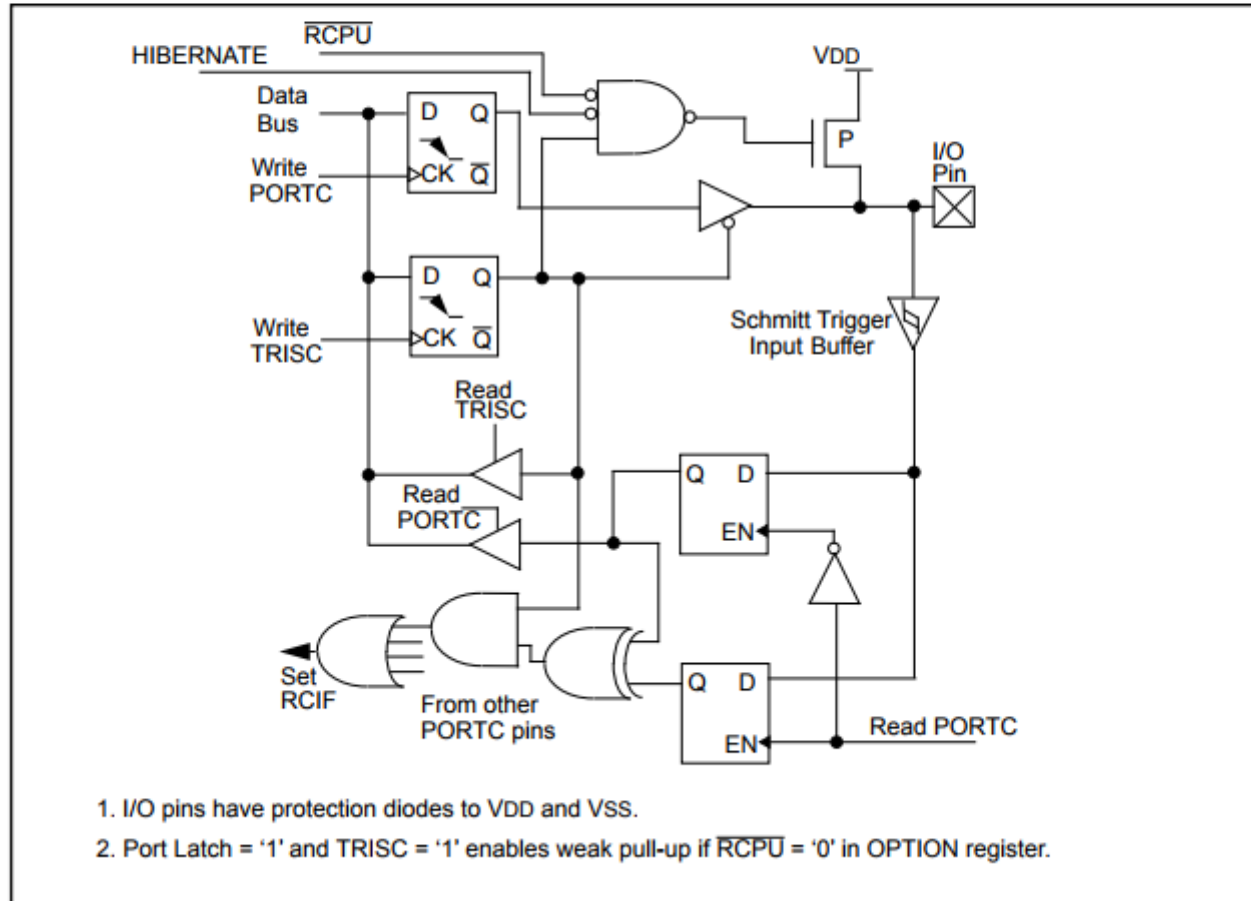 R̅C̅P̅U̅
HIBERNATE
VDD
Data
Bus
D Q
P
I/O
Pin
Write
PORTC
CK Q̅
D Q
Schmitt Trigger
Input Buffer
Write
TRISC
CK Q̅
Read
TRISC
Q D
Read
PORTC
EN
Set
RCIF
From other
PORTC pins
Q D
Read PORTC
EN
1. I/O pins have protection diodes to VDD and VSS.
2. Port Latch = ‘1’ and TRISC = ‘1’ enables weak pull-up if R̅C̅P̅U̅ = ‘0’ in OPTION register.